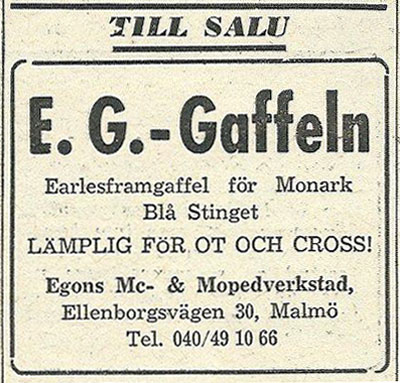 TILL SALU
E. G.-Gaffeln
Earlesframgaffel för Monark
Blå Stinget
LÄMPLIG FöR OT OCH CROSS!
Egons Mc- & Mopedverkstad,
Ellenborgsvägen 30, Malmö
Tel. 040/49 10 66